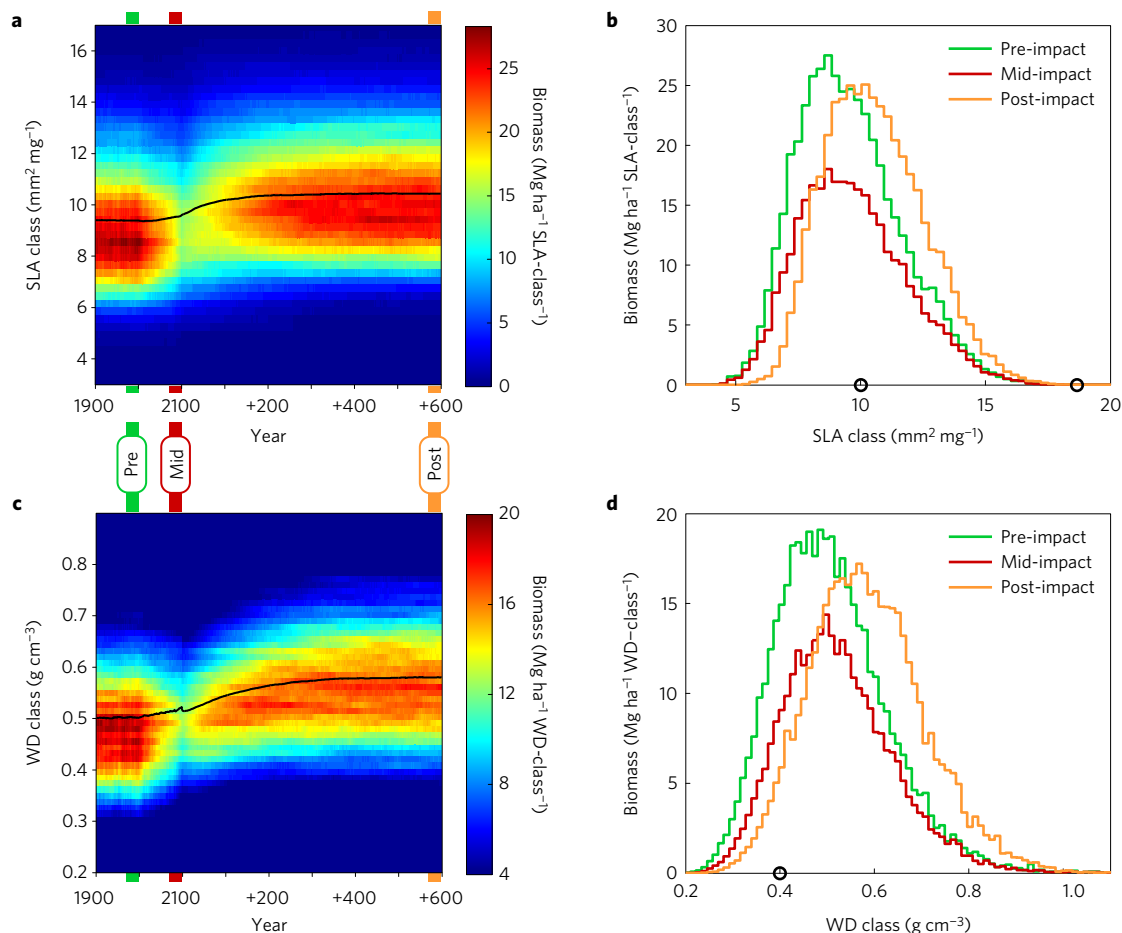 a
SLA class (mm² mg⁻¹)
16
14
12
10
8
6
4
1900
2100
+200
+400
+600
Year
25
20
15
10
5
0
Biomass (Mg ha⁻¹ SLA-class⁻¹)
b
Biomass (Mg ha⁻¹ SLA-class⁻¹)
30
25
20
15
10
5
0
5
10
15
20
SLA class (mm² mg⁻¹)
Pre-impact
Mid-impact
Post-impact
Pre
Mid
Post
c
WD class (g cm⁻³)
0.8
0.7
0.6
0.5
0.4
0.3
0.2
1900
2100
+200
+400
+600
Year
20
16
12
8
4
Biomass (Mg ha⁻¹ WD-class⁻¹)
d
Biomass (Mg ha⁻¹ WD–class⁻¹)
20
15
10
5
0
0.2
0.4
0.6
0.8
1.0
WD class (g cm⁻³)
Pre-impact
Mid-impact
Post-impact